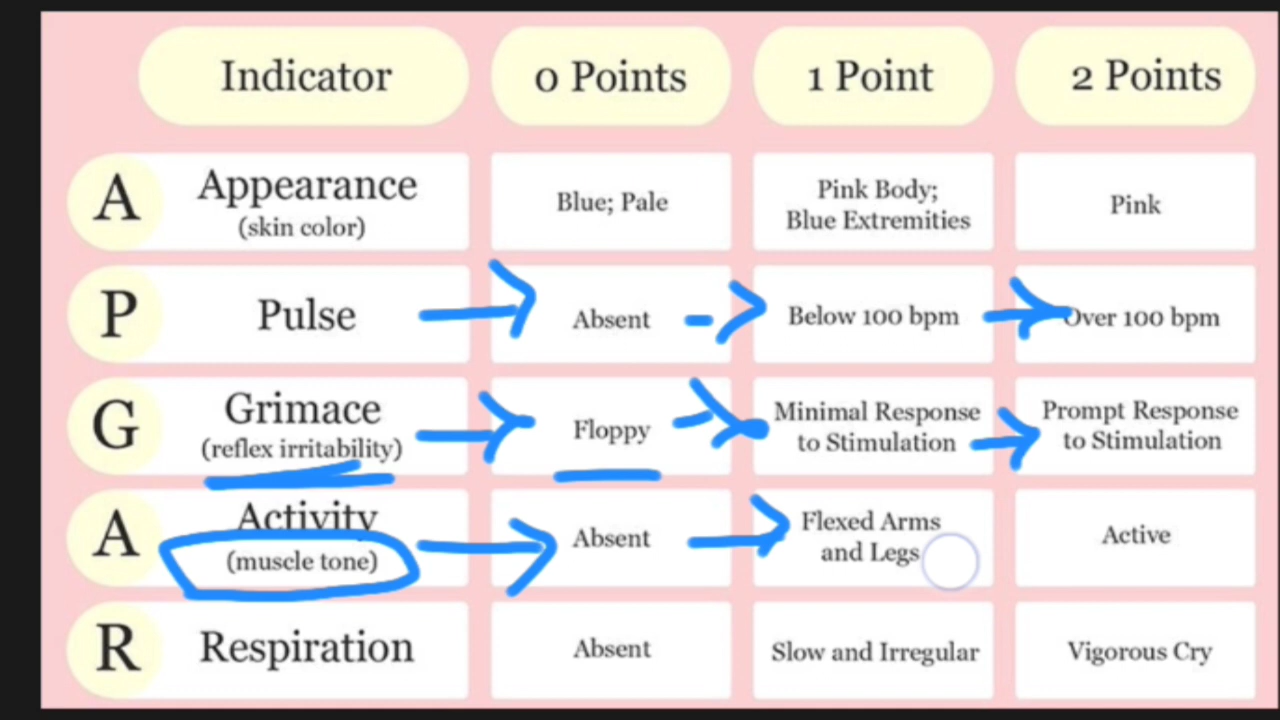 Indicator
0 Points
1 Point
2 Points
A
Appearance
(skin color)
Blue; Pale
Pink Body;
Blue Extremities
Pink
P
Pulse
Absent
Below 100 bpm
Over 100 bpm
G
Grimace
(reflex irritability)
Floppy
Minimal Response
to Stimulation
Prompt Response
to Stimulation
A
Activity
(muscle tone)
Absent
Flexed Arms
and Legs
Active
R
Respiration
Absent
Slow and Irregular
Vigorous Cry